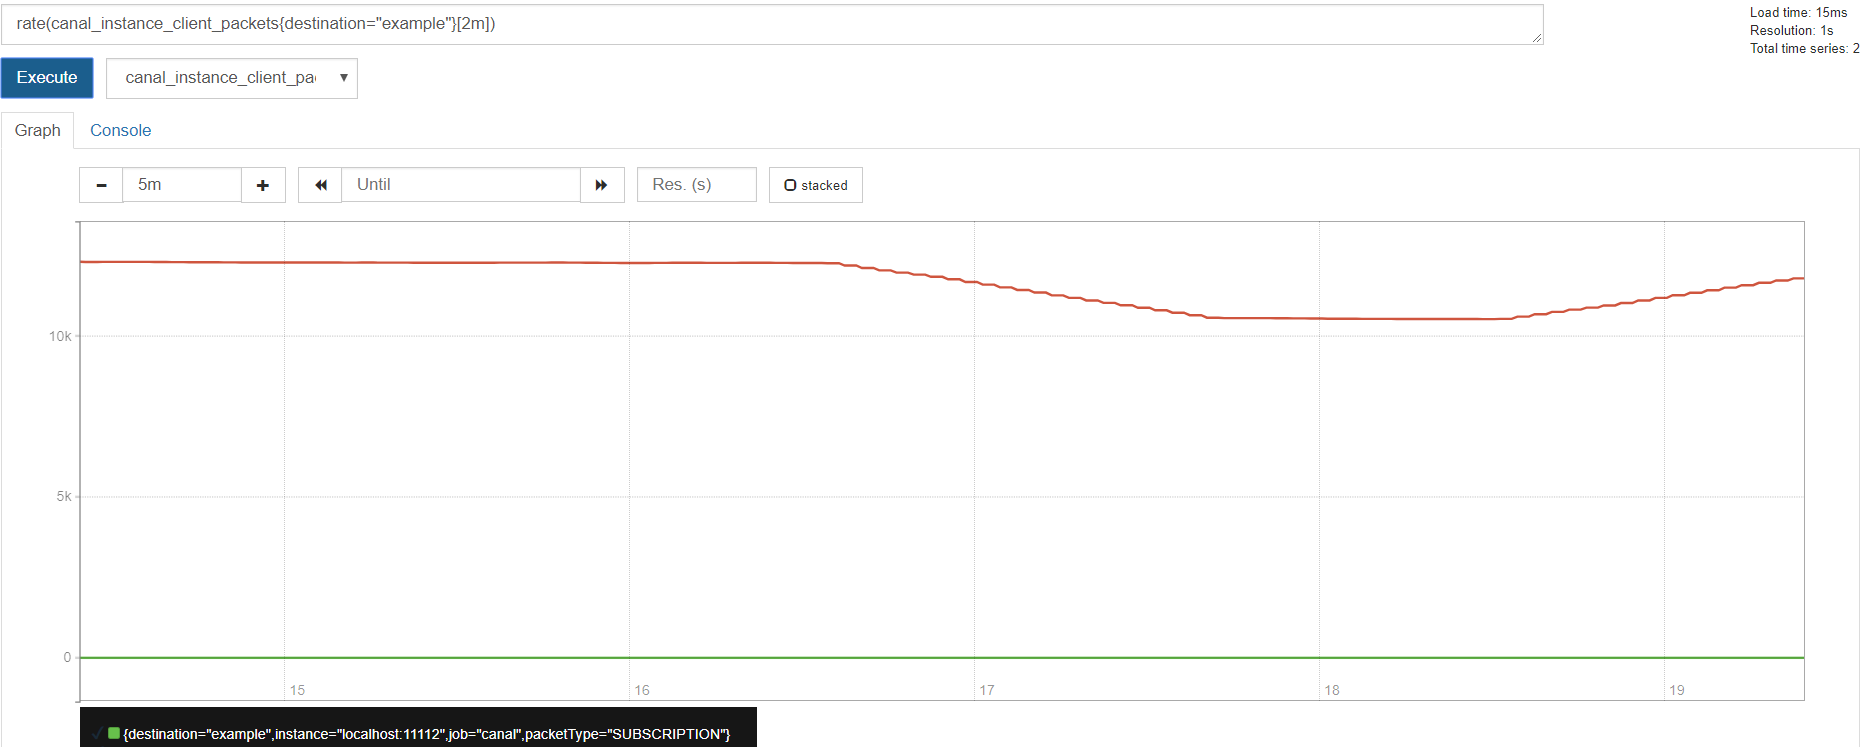 rate(canal_instance_client_packets{destination="example"}[2m])
Load time: 15ms
Resolution: 1s
Total time series: 2
Execute
canal_instance_client_pa
Graph
Console
5m
Until
Res. (s)
stacked
10k
5k
0
15
16
17
18
19
{destination="example",instance="localhost:11112",job="canal",packetType="SUBSCRIPTION"}